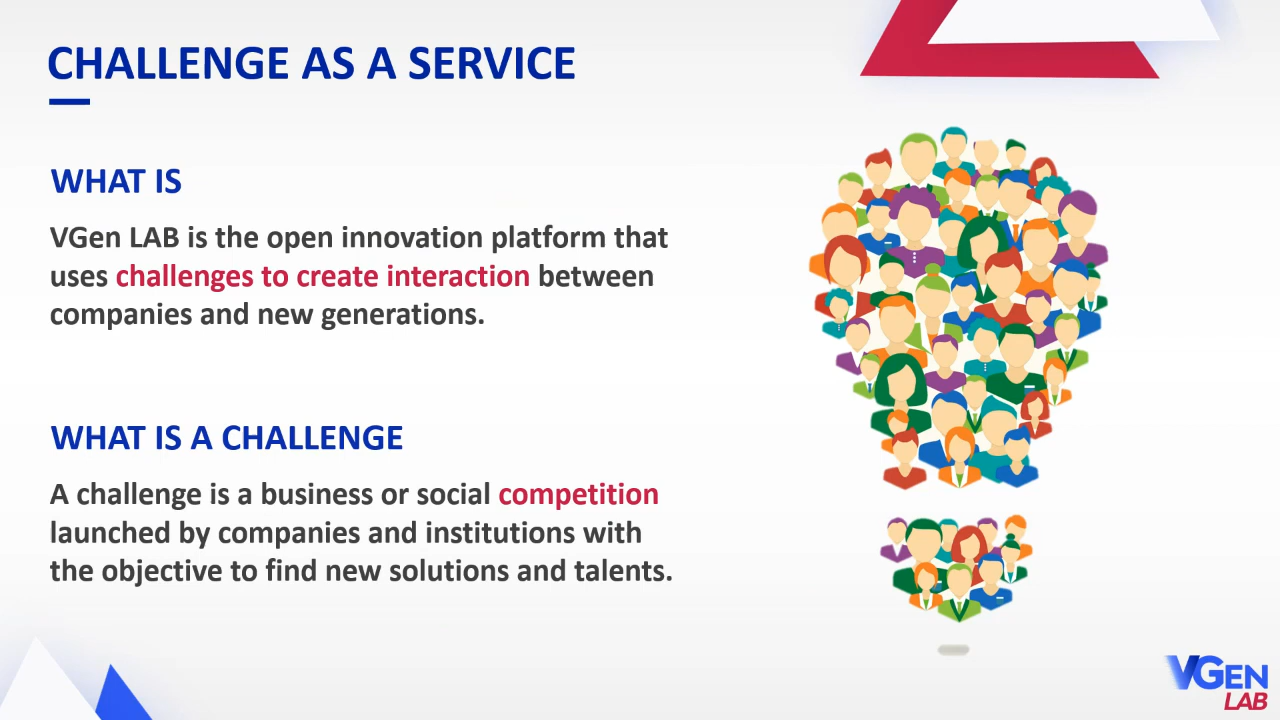 CHALLENGE AS A SERVICE
WHAT IS
VGen LAB is the open innovation platform that
uses challenges to create interaction between
companies and new generations.
WHAT IS A CHALLENGE
A challenge is a business or social competition
launched by companies and institutions with
the objective to find new solutions and talents.
VGEN
LAB